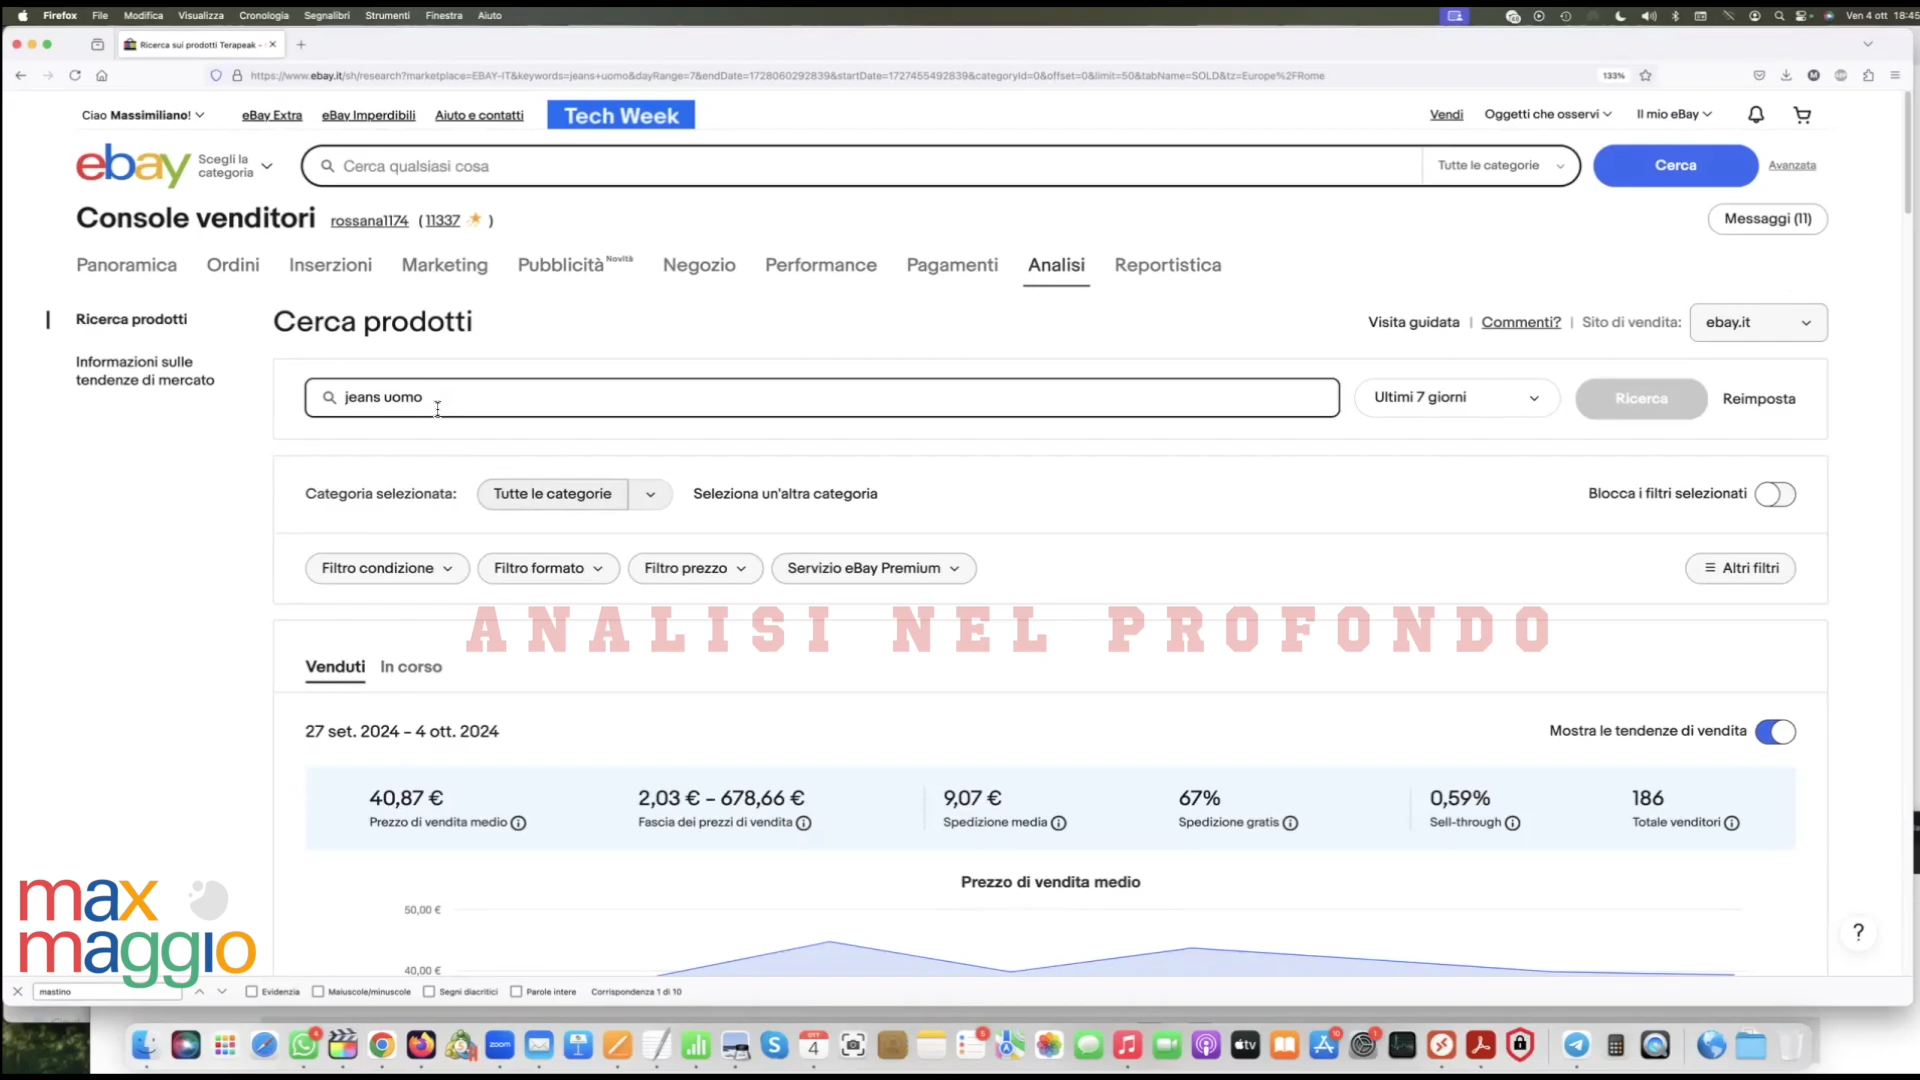 Firefox File Modifica Visualizza Cronologia Segnalibri Strumenti Finestra Aiuto Ven 4 ott 18:45
Ricerca sui prodotti Terapeak -
https://www.ebay.it/sh/research?marketplace=EBAY-IT&keywords=jeans+uomo&dayRange=7&endDate=1728060292839&startDate=1727455492839&categoryId=0&offset=0&limit=50&tabName=SOLD&tz=Europe%2FRome 133%
Ciao Massimiliano! eBay Extra eBay Imperdibili Aiuto e contatti Tech Week Vendi Oggetti che osservi Il mio eBay
ebay Scegli la categoria Cerca qualsiasi cosa Tutte le categorie Cerca Avanzata
Console venditori rossana1174 (11337 ) Messaggi (11)
Panoramica Ordini Inserzioni Marketing Pubblicità Novità Negozio Performance Pagamenti Analisi Reportistica
Ricerca prodotti
Informazioni sulle
tendenze di mercato
Cerca prodotti Visita guidata | Commenti? | Sito di vendita: ebay.it
jeans uomo Ultimi 7 giorni Ricerca Reimposta
Categoria selezionata: Tutte le categorie Seleziona un'altra categoria Blocca i filtri selezionati
Filtro condizione Filtro formato Filtro prezzo Servizio eBay Premium Altri filtri
ANALISI NEL PROFONDO
Venduti In corso
27 set. 2024 – 4 ott. 2024 Mostra le tendenze di vendita
40,87 € 2,03 € – 678,66 € 9,07 € 67% 0,59% 186
Prezzo di vendita medio Fascia dei prezzi di vendita Spedizione media Spedizione gratis Sell-through Totale venditori
Prezzo di vendita medio
50,00 €
40,00 €
?
max
maggio
mastino Evidenzia Maiuscole/minuscole Segni diacritici Parole intere Corrispondenza 1 di 10
zoom OTT 4 tv